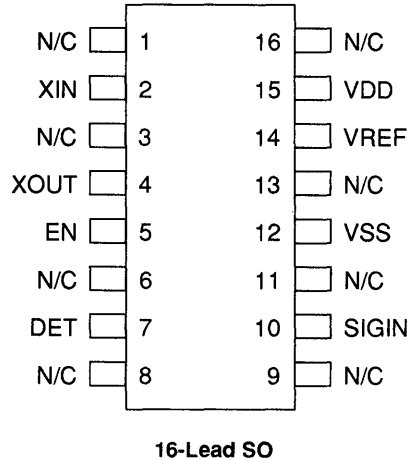 N/C 1 16 N/C
XIN 2 15 VDD
N/C 3 14 VREF
XOUT 4 13 N/C
EN 5 12 VSS
N/C 6 11 N/C
DET 7 10 SIGIN
N/C 8 9 N/C
16-Lead SO